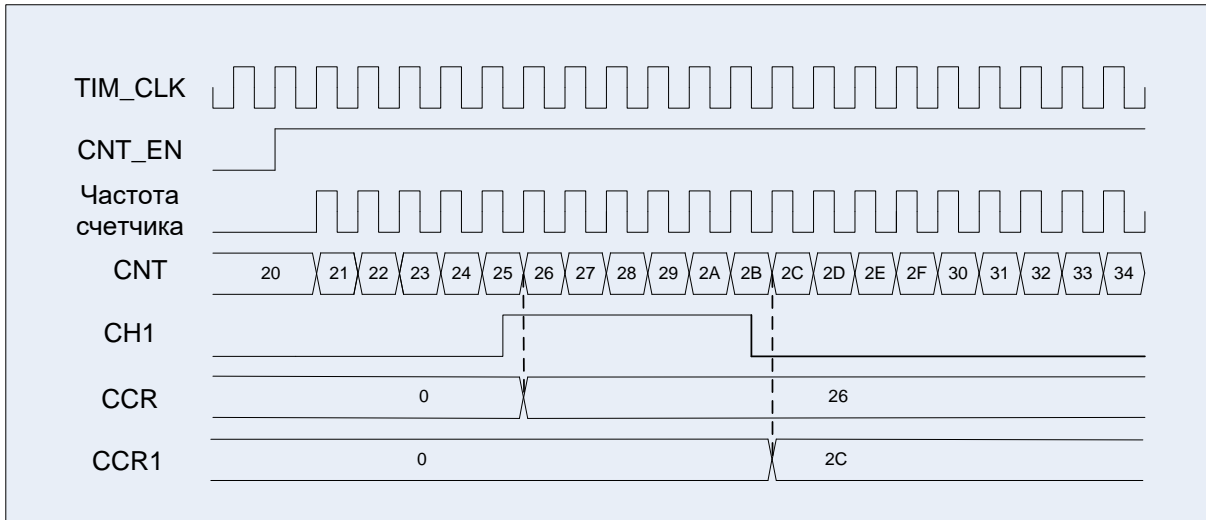 TIM_CLK
CNT_EN
Частота
счетчика
CNT 20 21 22 23 24 25 26 27 28 29 2A 2B 2C 2D 2E 2F 30 31 32 33 34
CH1
CCR 0 26
CCR1 0 2C